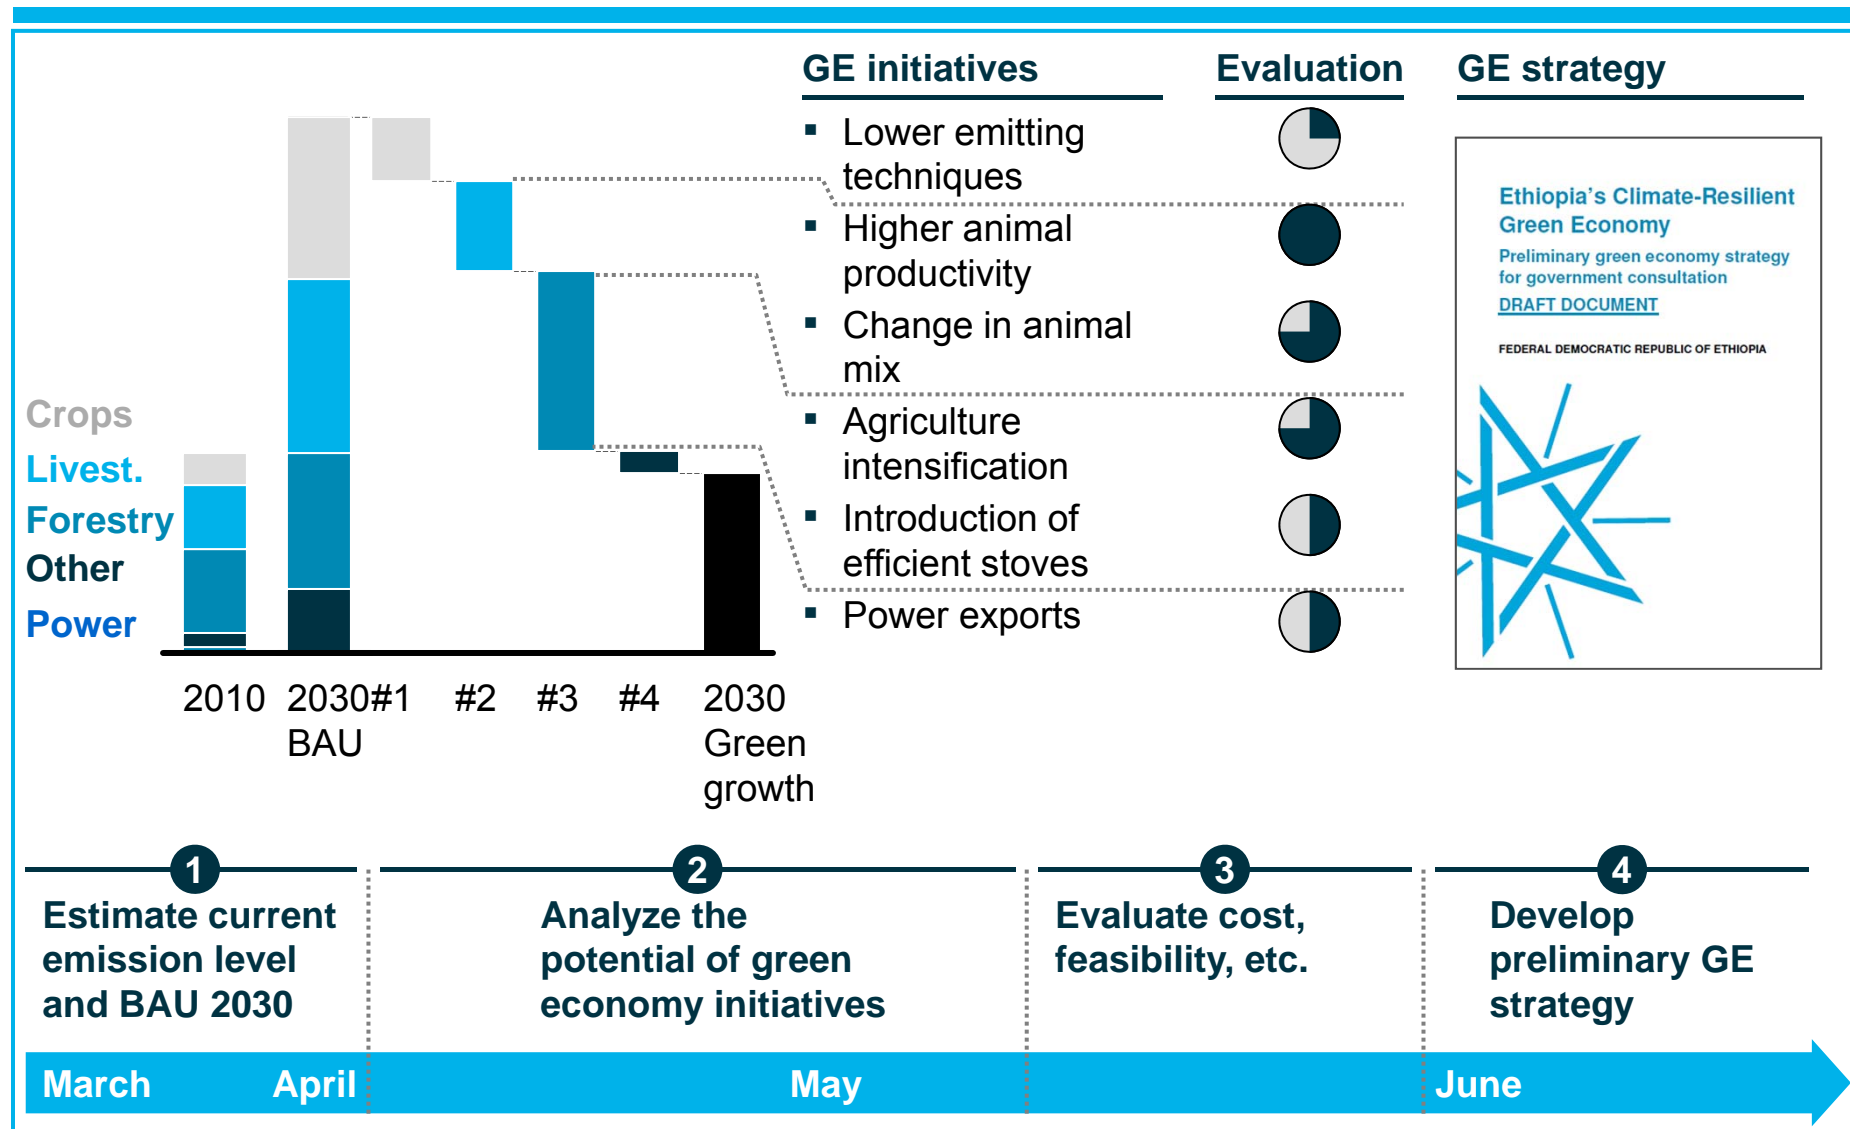 GE initiatives
Evaluation
GE strategy
Lower emitting
techniques
Higher animal
productivity
Change in animal
mix
Agriculture
intensification
Introduction of
efficient stoves
Power exports
Ethiopia's Climate-Resilient
Green Economy
Preliminary green economy strategy
for government consultation
DRAFT DOCUMENT
FEDERAL DEMOCRATIC REPUBLIC OF ETHIOPIA
Crops
Livest.
Forestry
Other
Power
2010
2030
BAU
#1
#2
#3
#4
2030
Green
growth
1
Estimate current
emission level
and BAU 2030
2
Analyze the
potential of green
economy initiatives
3
Evaluate cost,
feasibility, etc.
4
Develop
preliminary GE
strategy
March
April
May
June